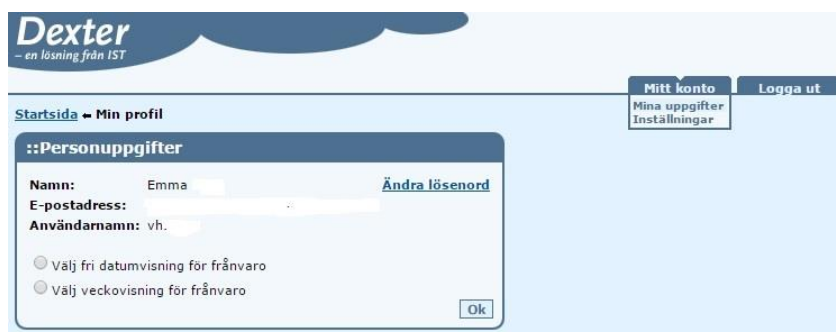 Dexter
– en lösning från IST
Mitt konto
Logga ut
Mina uppgifter
Inställningar
Startsida ← Min profil
::Personuppgifter
Namn: Emma
Ändra lösenord
E-postadress:
Användarnamn: vh.
Välj fri datumvisning för frånvaro
Välj veckovisning för frånvaro
Ok